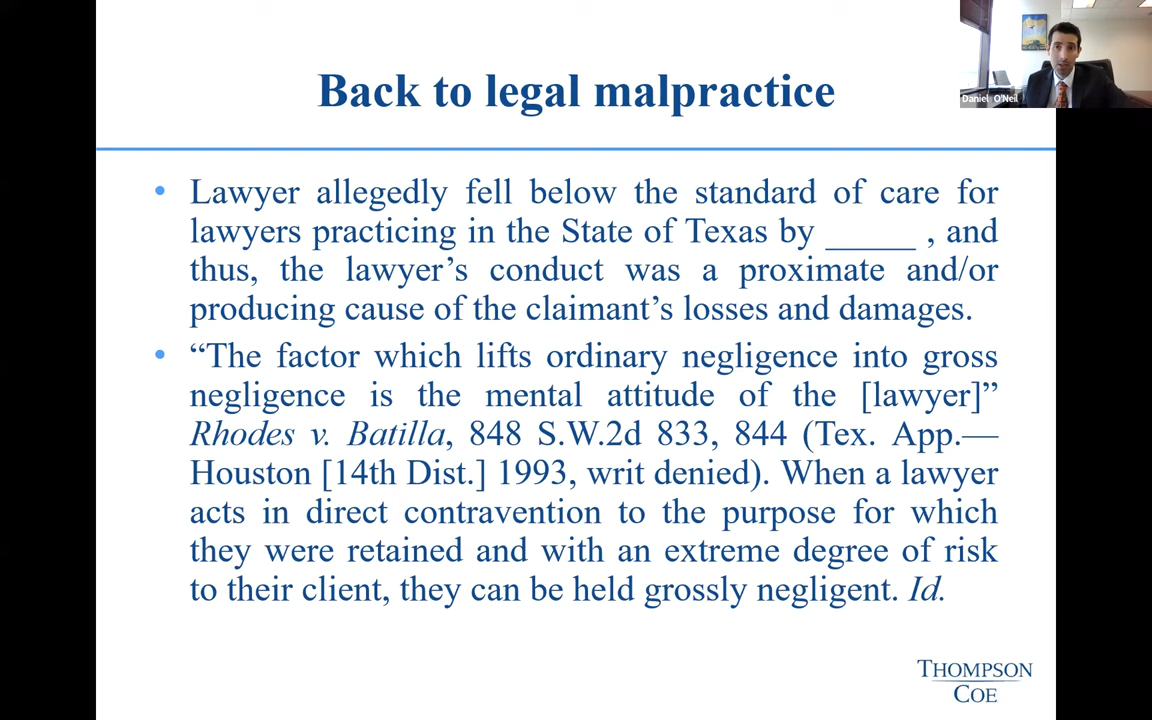 Back to legal malpractice
Daniel O'Neil
• Lawyer allegedly fell below the standard of care for
lawyers practicing in the State of Texas by _____ , and
thus, the lawyer’s conduct was a proximate and/or
producing cause of the claimant’s losses and damages.
• “The factor which lifts ordinary negligence into gross
negligence is the mental attitude of the [lawyer]”
Rhodes v. Batilla, 848 S.W.2d 833, 844 (Tex. App.—
Houston [14th Dist.] 1993, writ denied). When a lawyer
acts in direct contravention to the purpose for which
they were retained and with an extreme degree of risk
to their client, they can be held grossly negligent. Id.
THOMPSON
COE